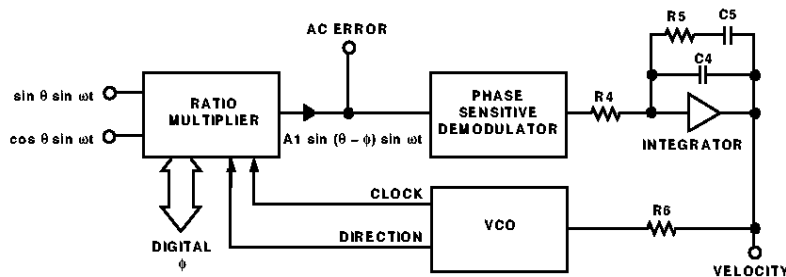 AC ERROR
R5
C5
C4
sin θ sin ωt
cos θ sin ωt
RATIO
MULTIPLIER
A1 sin (θ – ϕ) sin ωt
PHASE
SENSITIVE
DEMODULATOR
R4
INTEGRATOR
CLOCK
DIRECTION
VCO
R6
DIGITAL
ϕ
VELOCITY